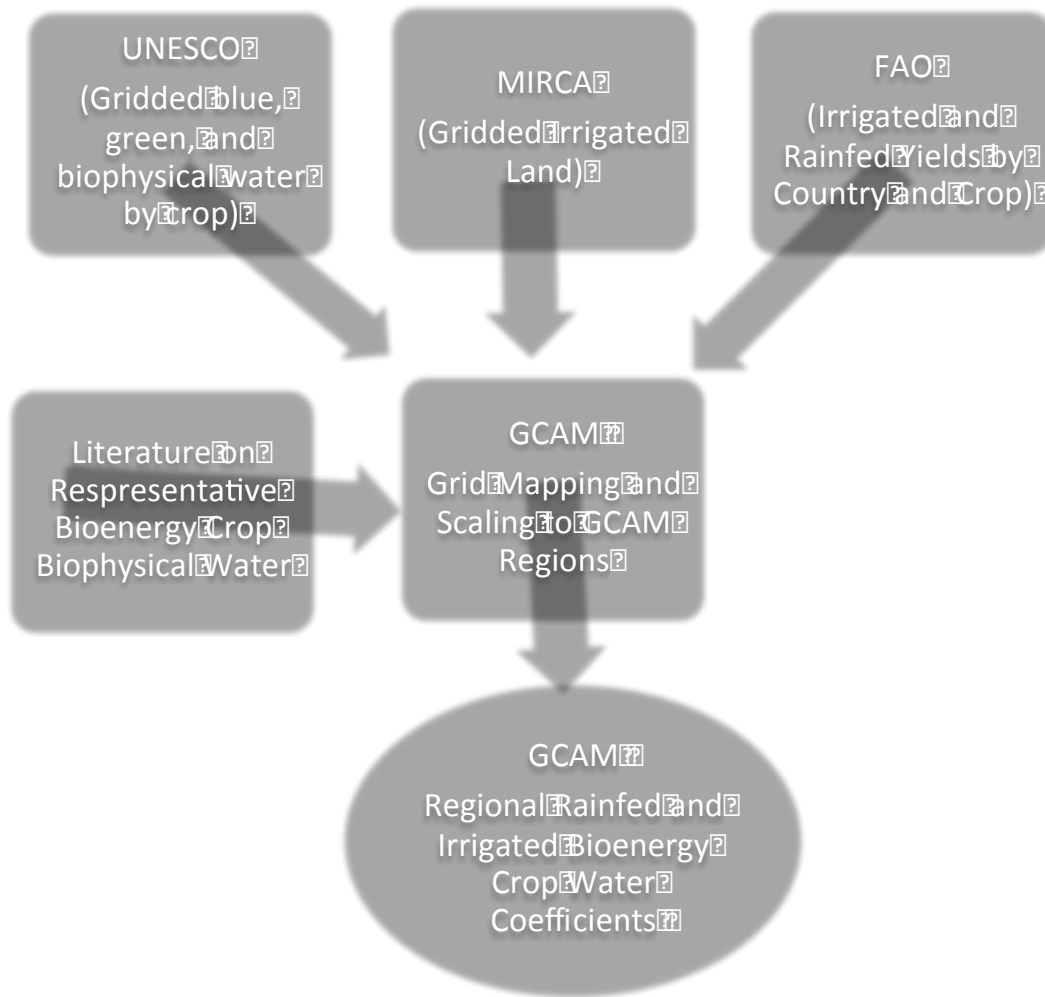 UNESCO
(Gridded blue,
green, and
biophysical water
by crop)
MIRCA
(Gridded Irrigated
Land)
FAO
(Irrigated and
Rainfed Yields by
Country and Crop)
Literature on
Respresentative
Bioenergy Crop
Biophysical Water
GCAM
Grid Mapping and
Scaling to GCAM
Regions
GCAM
Regional Rainfed and
Irrigated Bioenergy
Crop Water
Coefficients